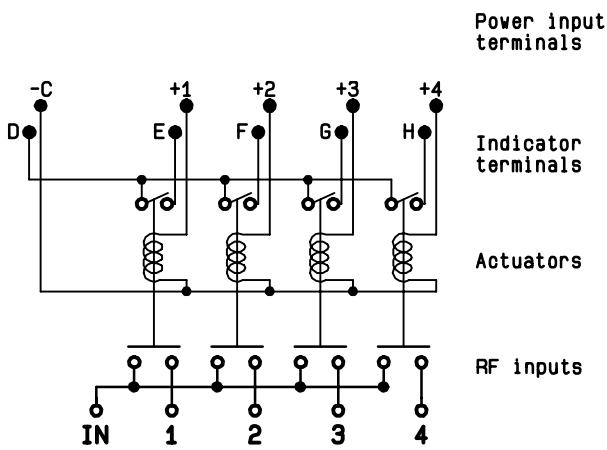 Power input
terminals
-C +1 +2 +3 +4
D E F G H
Indicator
terminals
Actuators
RF inputs
IN 1 2 3 4